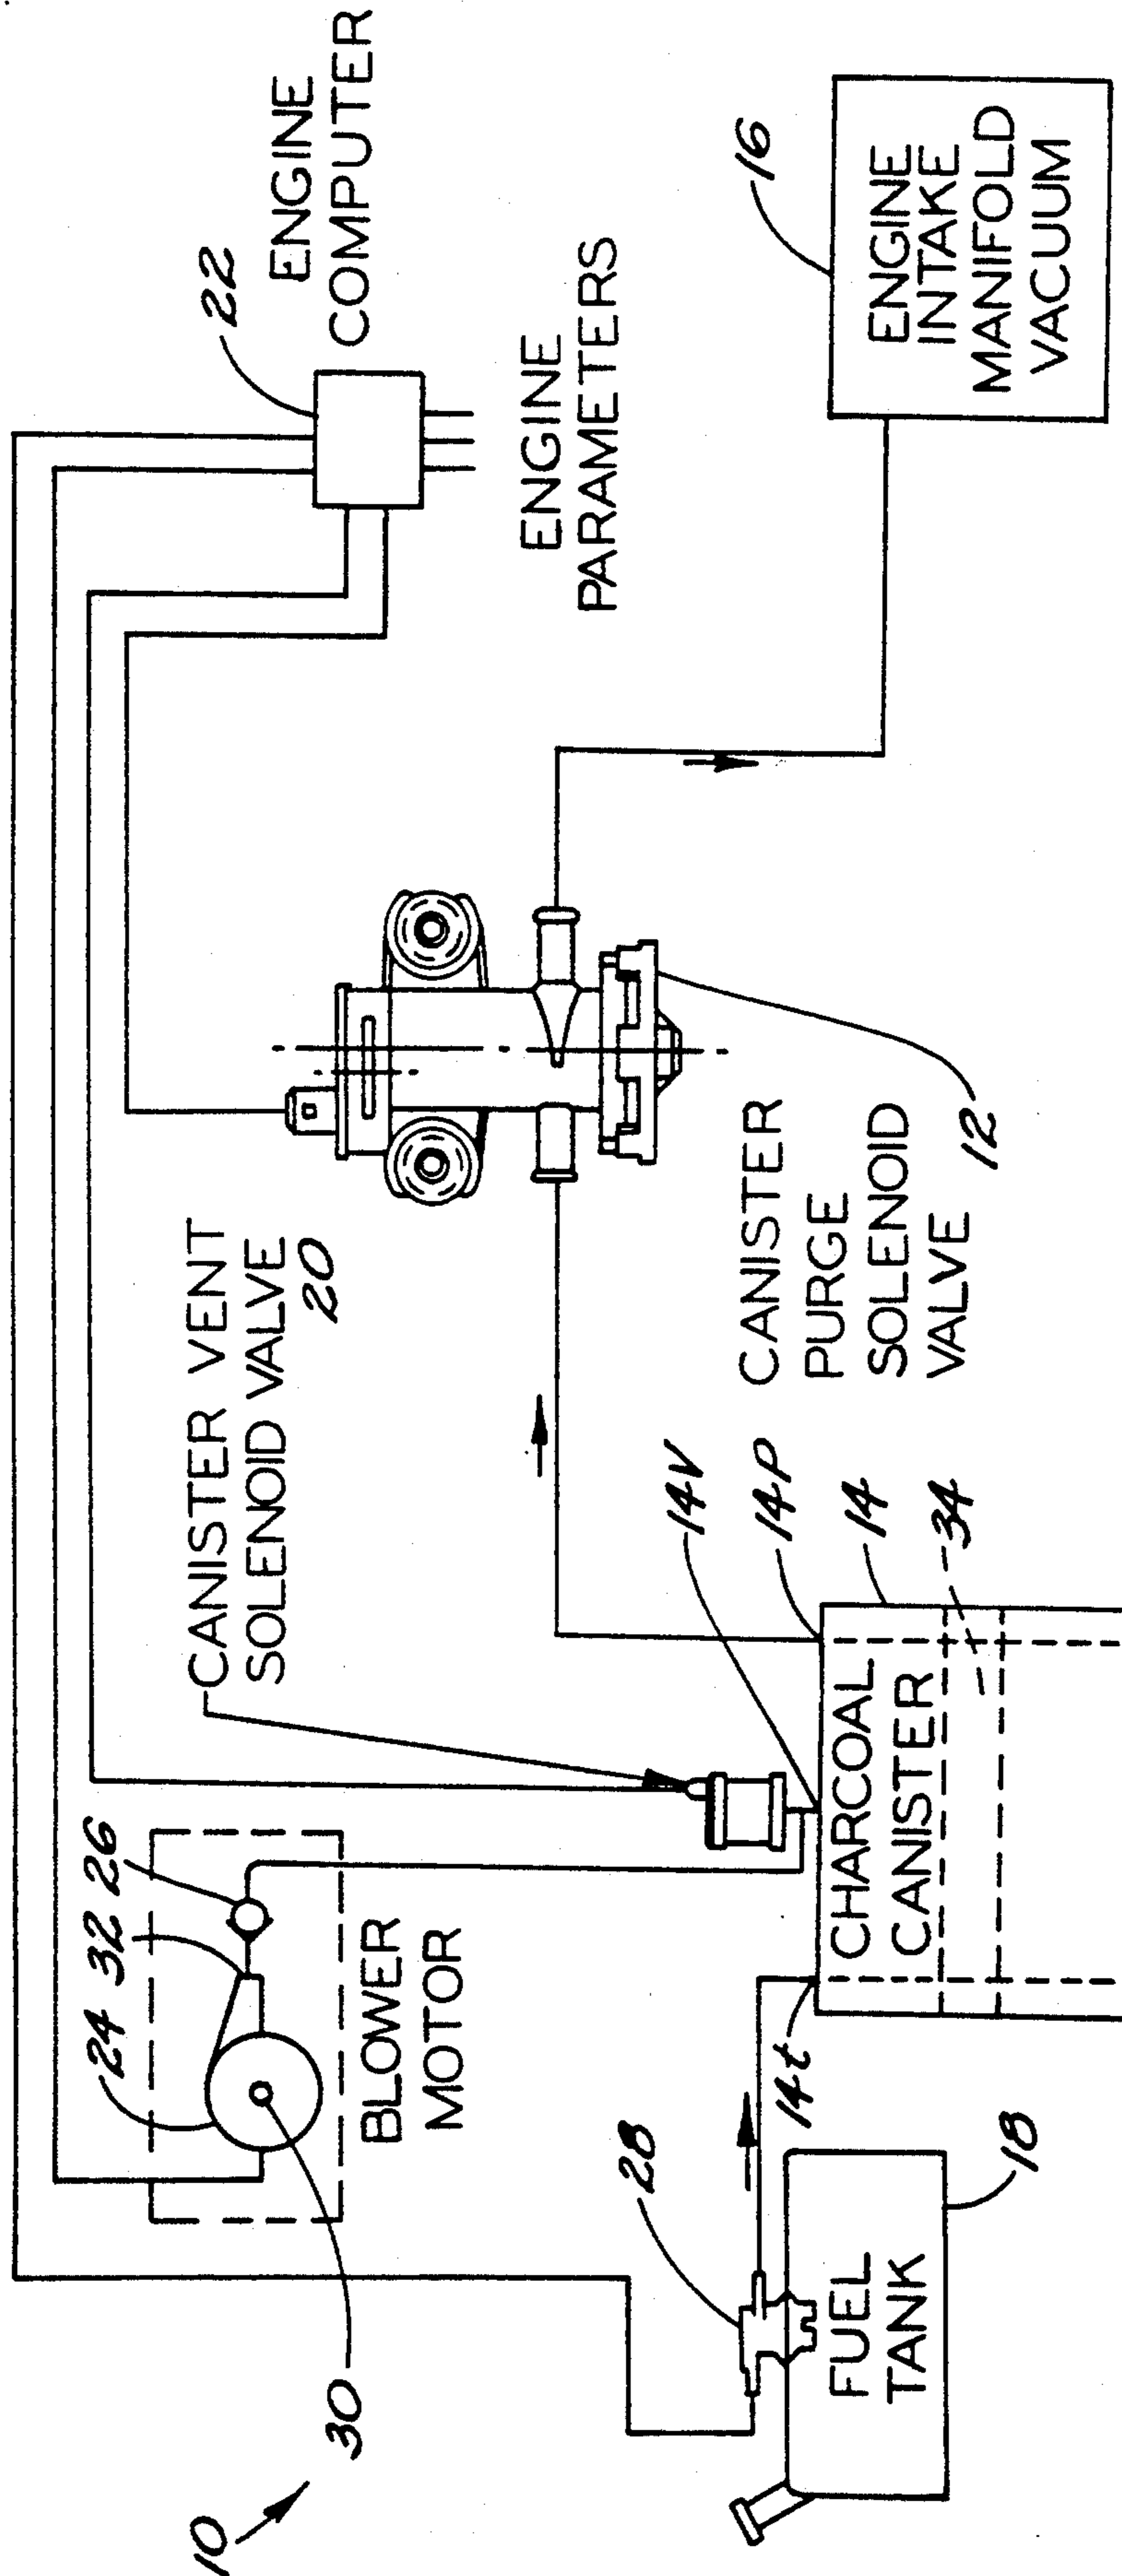 10
30
24
32
26
BLOWER
MOTOR
CANISTER VENT
SOLENOID VALVE
20
22
ENGINE
COMPUTER
ENGINE
PARAMETERS
28
FUEL
TANK
18
14t
14V
14P
14
34
CHARCOAL
CANISTER
CANISTER
PURGE
SOLENOID
VALVE
12
16
ENGINE
INTAKE
MANIFOLD
VACUUM